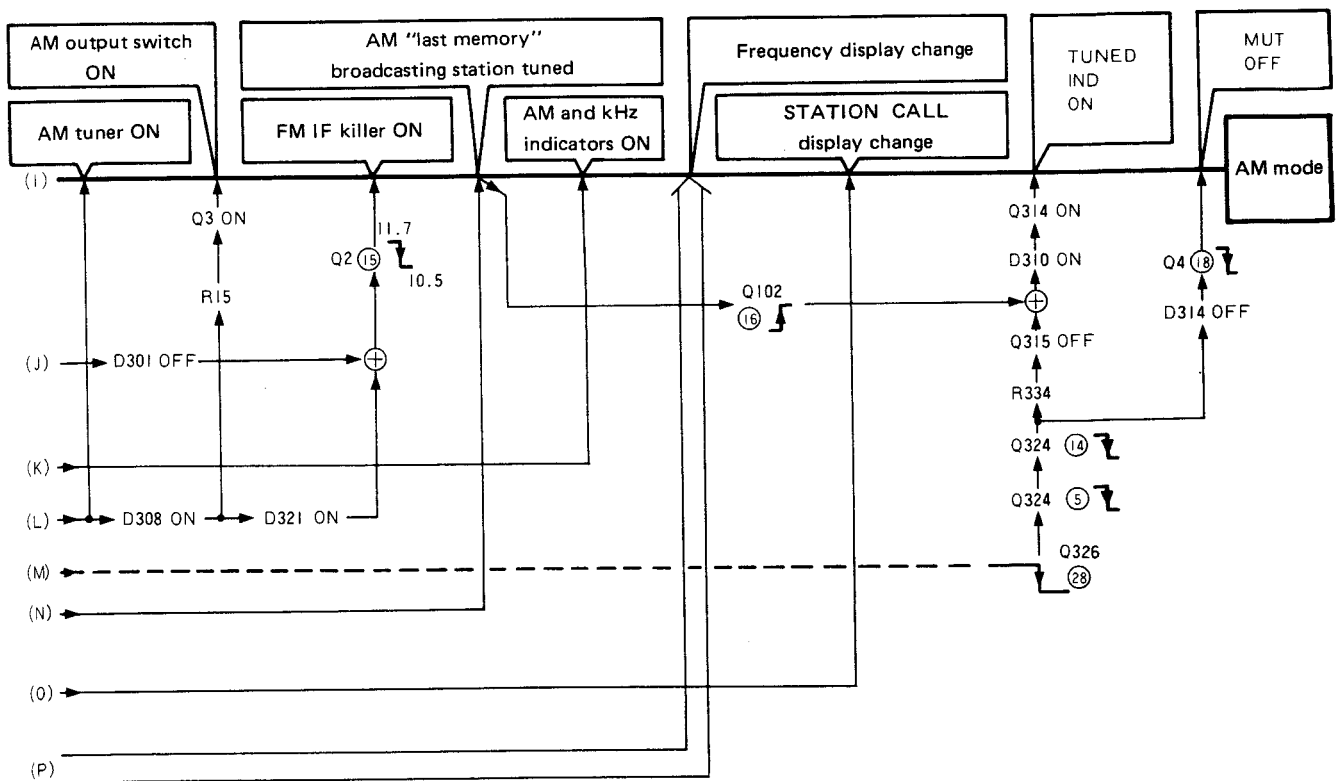 AM output switch
ON
AM "last memory"
broadcasting station tuned
Frequency display change
TUNED
IND
ON
MUT
OFF
AM tuner ON
FM IF killer ON
AM and kHz
indicators ON
STATION CALL
display change
AM mode
(I)
Q3 ON
R15
11.7
Q2 (15)
10.5
Q102
(16)
Q314 ON
D310 ON
+
Q4 (18)
D314 OFF
Q315 OFF
R334
(J) D301 OFF
+
(K)
Q324 (14)
(L) D308 ON D321 ON
Q324 (5)
(M)
Q326
(28)
(N)
(O)
(P)